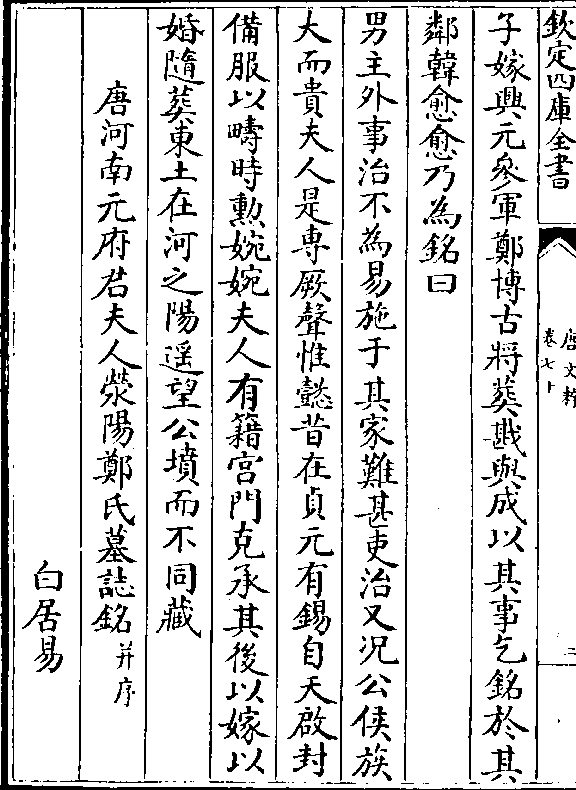 欽定四庫全書
唐文粹
卷七十
三
子嫁興元參軍鄭博古將葬戡與成以其事乞銘於其
鄰韓愈愈乃為銘曰
男主外事治不為易施于其家難甚吏治又況公侯族
大而貴夫人是専厥聲惟懿昔在貞元有錫自天啟封
備服以疇時勲婉婉夫人有籍宮門克承其後以嫁以
婚隨葬東土在河之陽遥望公墳而不同藏
唐河南元府君夫人滎陽鄭氏墓誌銘并序
白居易